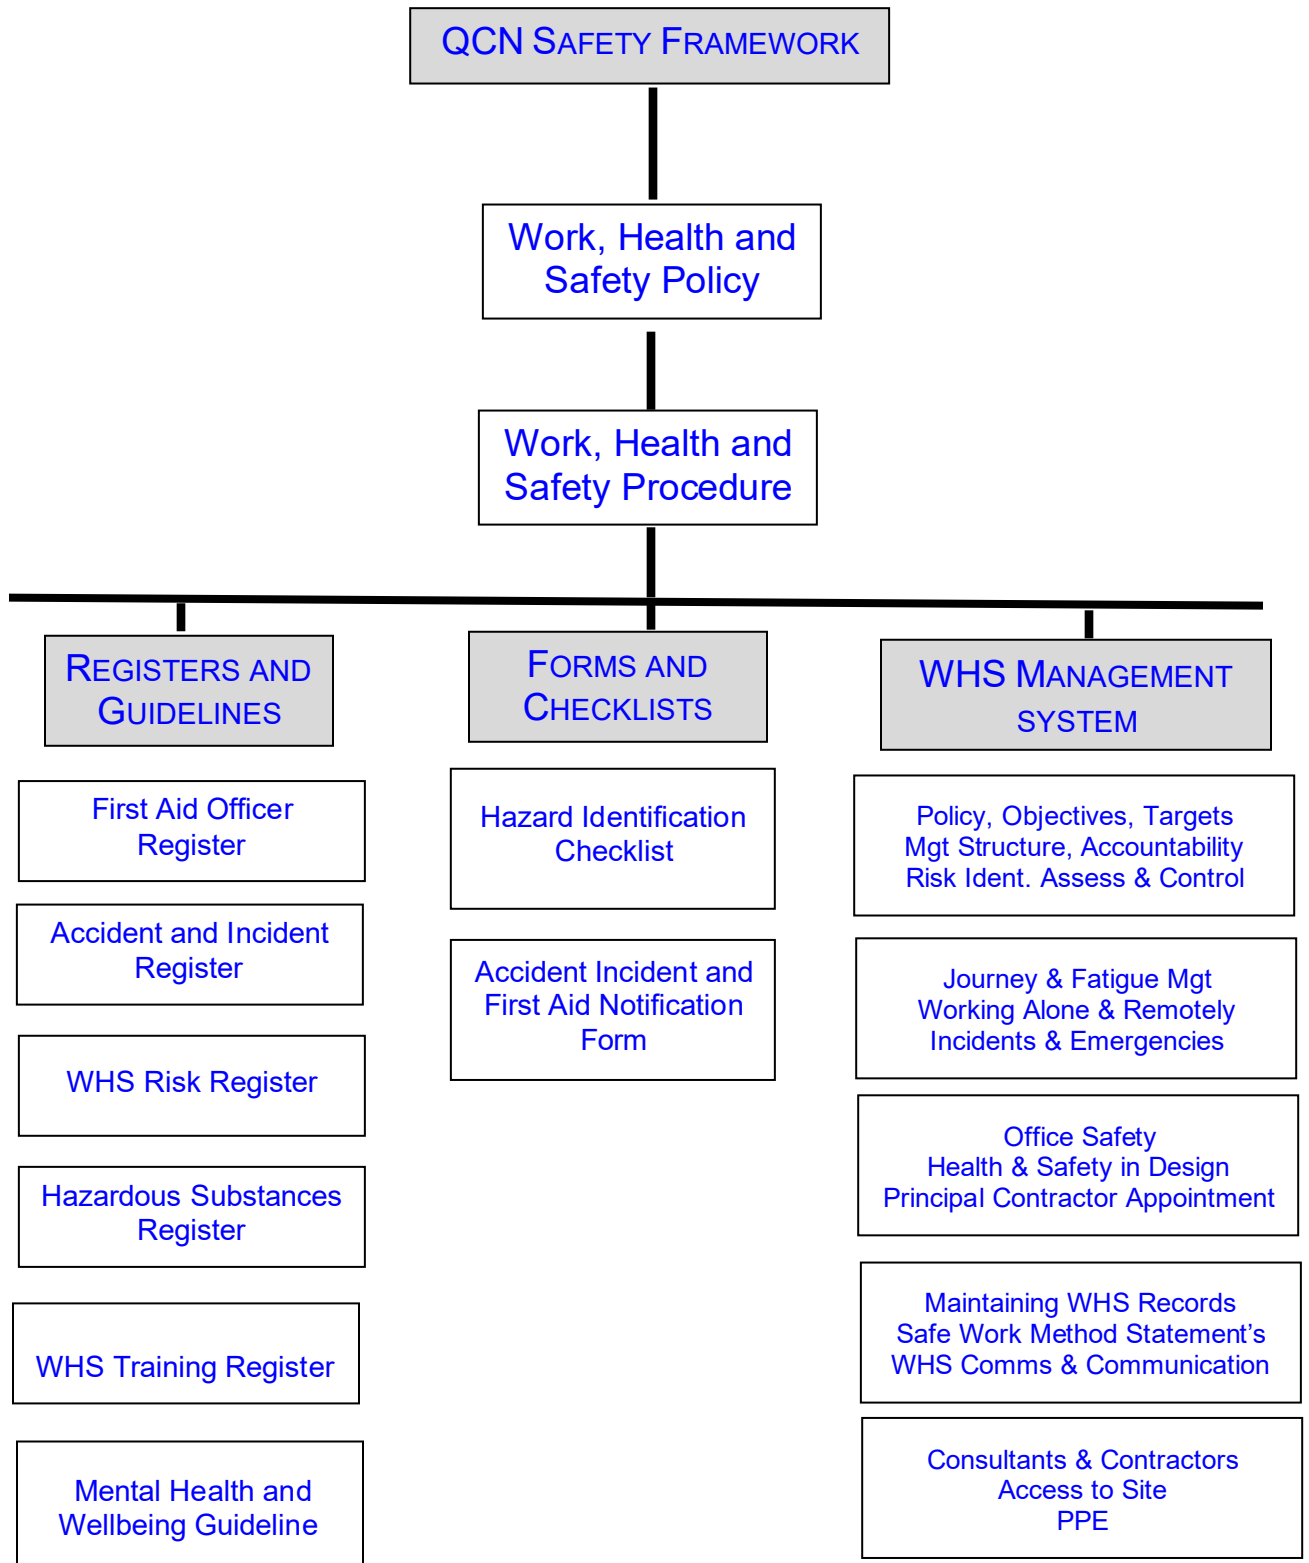 QCN SAFETY FRAMEWORK
Work, Health and
Safety Policy
Work, Health and
Safety Procedure
REGISTERS AND
GUIDELINES
First Aid Officer
Register
Accident and Incident
Register
WHS Risk Register
Hazardous Substances
Register
WHS Training Register
Mental Health and
Wellbeing Guideline
FORMS AND
CHECKLISTS
Hazard Identification
Checklist
Accident Incident and
First Aid Notification
Form
WHS MANAGEMENT
SYSTEM
Policy, Objectives, Targets
Mgt Structure, Accountability
Risk Ident. Assess & Control
Journey & Fatigue Mgt
Working Alone & Remotely
Incidents & Emergencies
Office Safety
Health & Safety in Design
Principal Contractor Appointment
Maintaining WHS Records
Safe Work Method Statement’s
WHS Comms & Communication
Consultants & Contractors
Access to Site
PPE